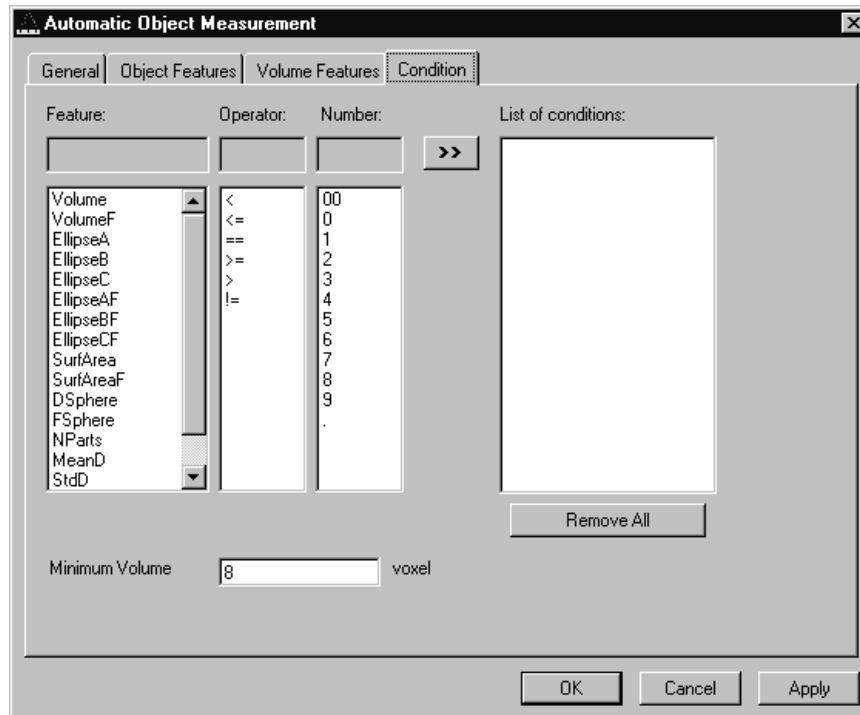 Automatic Object Measurement
General Object Features Volume Features Condition
Feature: Operator: Number: List of conditions:
>>
Volume < 00
VolumeF <= 0
EllipseA == 1
EllipseB >= 2
EllipseC > 3
EllipseAF != 4
EllipseBF 5
EllipseCF 6
SurfArea 7
SurfAreaF 8
DSphere 9
FSphere .
NParts
MeanD
StdD
Remove All
Minimum Volume 8 voxel
OK Cancel Apply